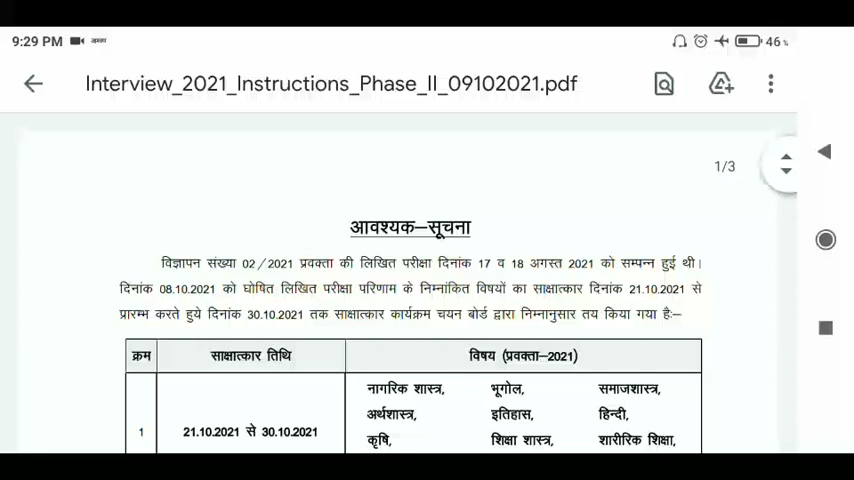 9:29 PM 46%
Interview_2021_Instructions_Phase_II_09102021.pdf
1/3
आवश्यक–सूचना
विज्ञापन संख्या 02/2021 प्रवक्ता की लिखित परीक्षा दिनांक 17 व 18 अगस्त 2021 को सम्पन्न हुई थी।
दिनांक 08.10.2021 को घोषित लिखित परीक्षा परिणाम के निम्नांकित विषयों का साक्षात्कार दिनांक 21.10.2021 से
प्रारम्भ करते हुये दिनांक 30.10.2021 तक साक्षात्कार कार्यक्रम चयन बोर्ड द्वारा निम्नानुसार तय किया गया हैः–
क्रम साक्षात्कार तिथि विषय (प्रवक्ता–2021)
नागरिक शास्त्र, भूगोल, समाजशास्त्र,
अर्थशास्त्र, इतिहास, हिन्दी,
1 21.10.2021 से 30.10.2021
कृषि, शिक्षा शास्त्र, शारीरिक शिक्षा,